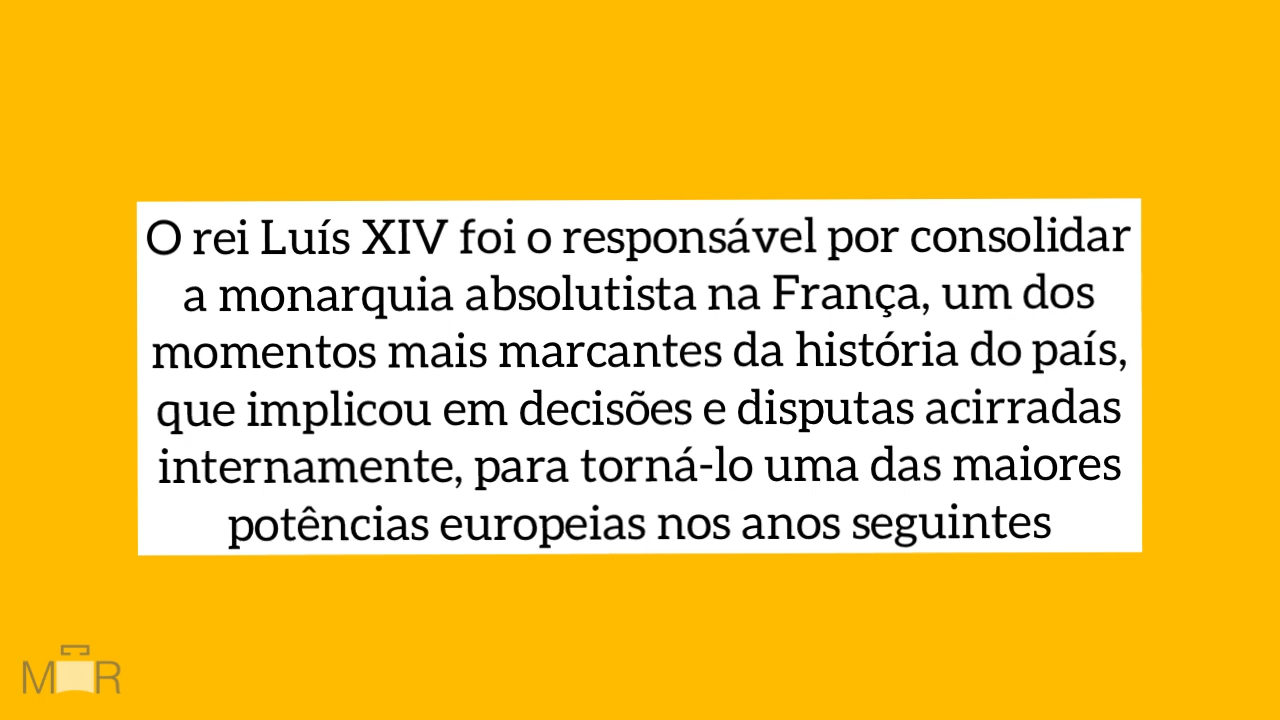 O rei Luís XIV foi o responsável por consolidar
a monarquia absolutista na França, um dos
momentos mais marcantes da história do país,
que implicou em decisões e disputas acirradas
internamente, para torná-lo uma das maiores
potências europeias nos anos seguintes
M R